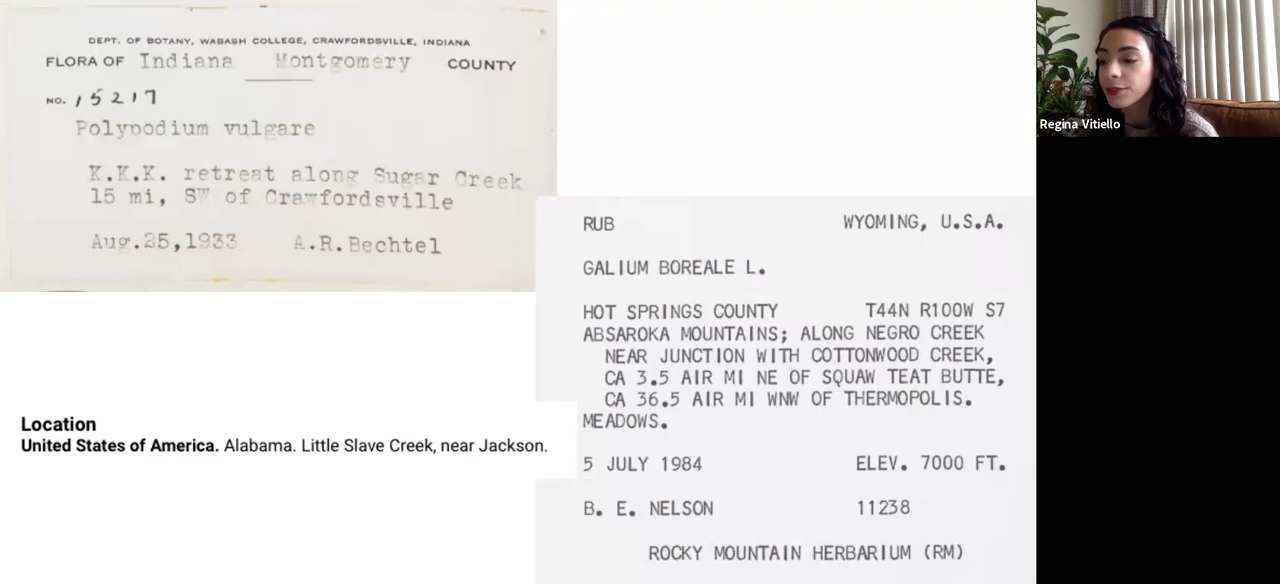 DEPT. OF BOTANY, WABASH COLLEGE, CRAWFORDSVILLE, INDIANA
FLORA OF Indiana Montgomery COUNTY
NO. 15217
Polypodium vulgare
K.K.K. retreat along Sugar Creek
15 mi, SW of Crawfordsville
Aug.25,1933 A.R.Bechtel
RUB WYOMING, U.S.A.
GALIUM BOREALE L.
HOT SPRINGS COUNTY T44N R100W S7
ABSAROKA MOUNTAINS; ALONG NEGRO CREEK
NEAR JUNCTION WITH COTTONWOOD CREEK,
CA 3.5 AIR MI NE OF SQUAW TEAT BUTTE,
CA 36.5 AIR MI WNW OF THERMOPOLIS.
MEADOWS.
5 JULY 1984 ELEV. 7000 FT.
B. E. NELSON 11238
ROCKY MOUNTAIN HERBARIUM (RM)
Location
United States of America. Alabama. Little Slave Creek, near Jackson.
Regina Vitiello